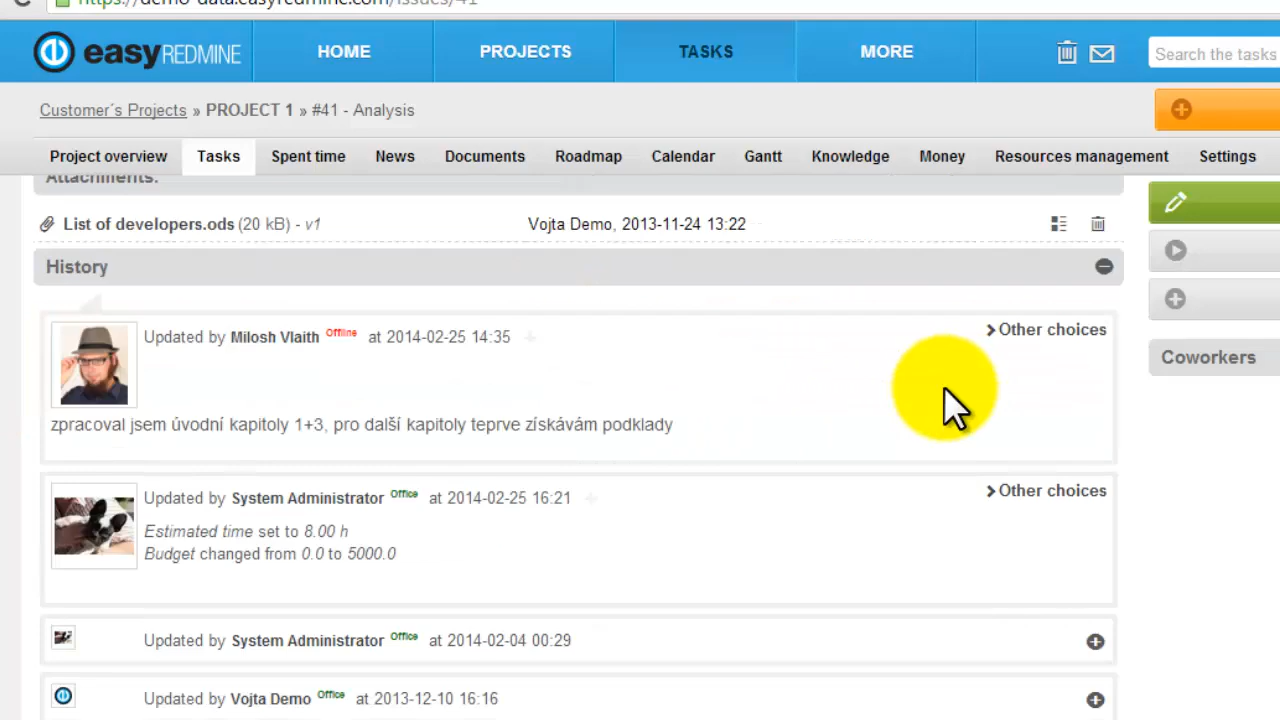 https://demo-data.easyredmine.com/issues/41
easyREDMINE
HOME
PROJECTS
TASKS
MORE
Search the tasks
Customer´s Projects » PROJECT 1 » #41 - Analysis
Project overview
Tasks
Spent time
News
Documents
Roadmap
Calendar
Gantt
Knowledge
Money
Resources management
Settings
Attachments:
List of developers.ods (20 kB) - v1
Vojta Demo, 2013-11-24 13:22
History
Updated by Milosh Vlaith Offline at 2014-02-25 14:35
Other choices
zpracoval jsem úvodní kapitoly 1+3, pro další kapitoly teprve získávám podklady
Updated by System Administrator Office at 2014-02-25 16:21
Other choices
Estimated time set to 8.00 h
Budget changed from 0.0 to 5000.0
Updated by System Administrator Office at 2014-02-04 00:29
Updated by Vojta Demo Office at 2013-12-10 16:16
Coworkers